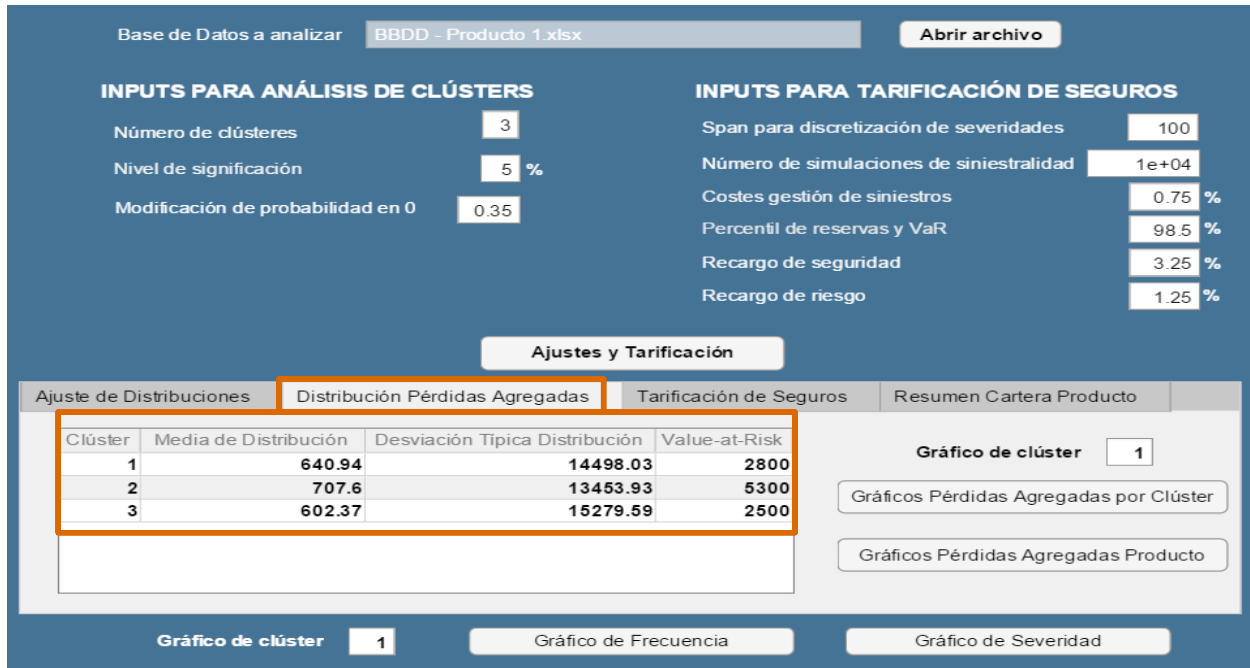 Base de Datos a analizar BBDD - Producto 1.xlsx Abrir archivo
INPUTS PARA ANÁLISIS DE CLÚSTERS
Número de clústeres 3
Nivel de significación 5 %
Modificación de probabilidad en 0 0.35
INPUTS PARA TARIFICACIÓN DE SEGUROS
Span para discretización de severidades 100
Número de simulaciones de siniestralidad 1e+04
Costes gestión de siniestros 0.75 %
Percentil de reservas y VaR 98.5 %
Recargo de seguridad 3.25 %
Recargo de riesgo 1.25 %
Ajustes y Tarificación
Ajuste de Distribuciones Distribución Pérdidas Agregadas Tarificación de Seguros Resumen Cartera Producto
Clúster Media de Distribución Desviación Típica Distribución Value-at-Risk
1 640.94 14498.03 2800
2 707.6 13453.93 5300
3 602.37 15279.59 2500
Gráfico de clúster 1
Gráficos Pérdidas Agregadas por Clúster
Gráficos Pérdidas Agregadas Producto
Gráfico de clúster 1 Gráfico de Frecuencia Gráfico de Severidad